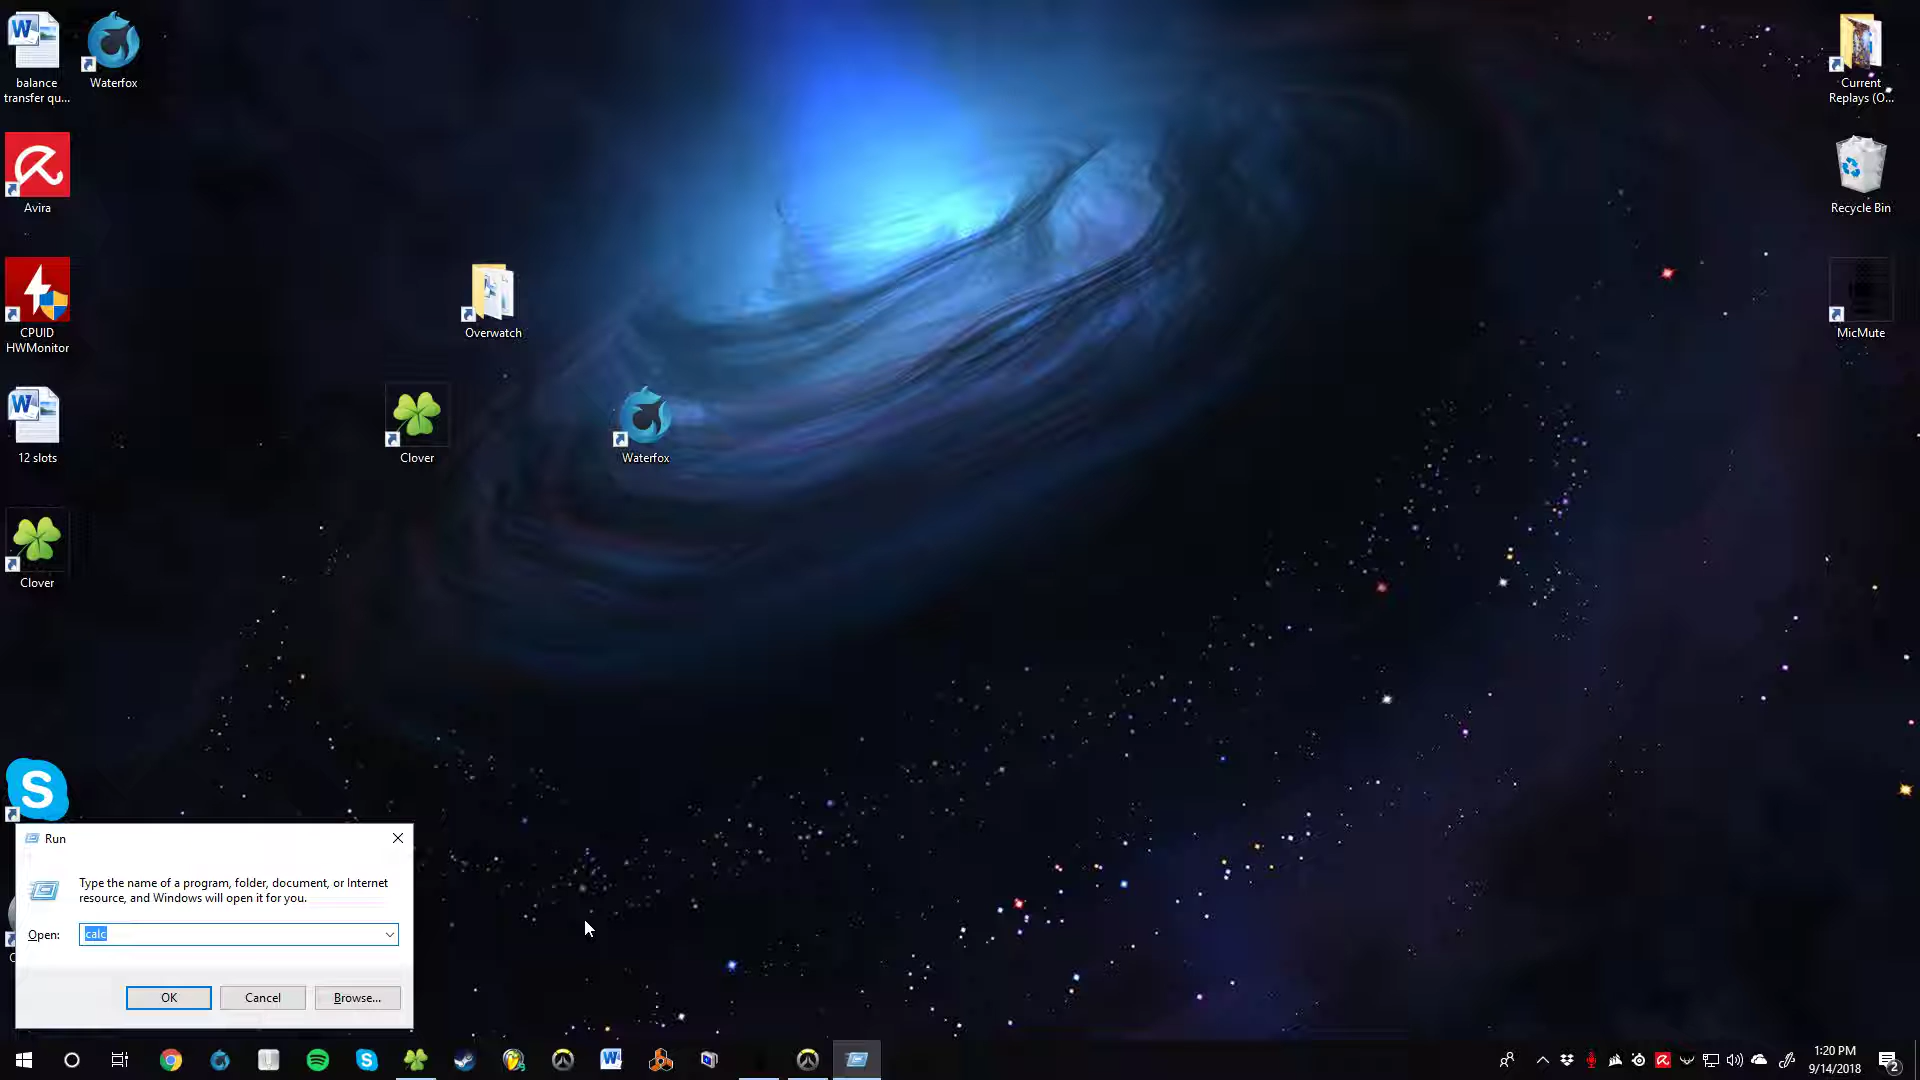 balance
transfer qu...
Waterfox
Avira
CPUID
HWMonitor
12 slots
Clover
Overwatch
Clover
Waterfox
Current
Replays (O...
Recycle Bin
MicMute
Run
Type the name of a program, folder, document, or Internet
resource, and Windows will open it for you.
Open: calc
OK Cancel Browse...
1:20 PM
9/14/2018
2